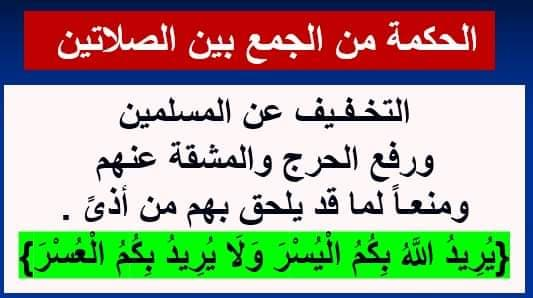 الحكمة من الجمع بين الصلاتين
التخفيف عن المسلمين
ورفع الحرج والمشقة عنهم
ومنعاً لما قد يلحق بهم من أذىً .
{يُرِيدُ اللَّهُ بِكُمُ الْيُسْرَ وَلَا يُرِيدُ بِكُمُ الْعُسْرَ}